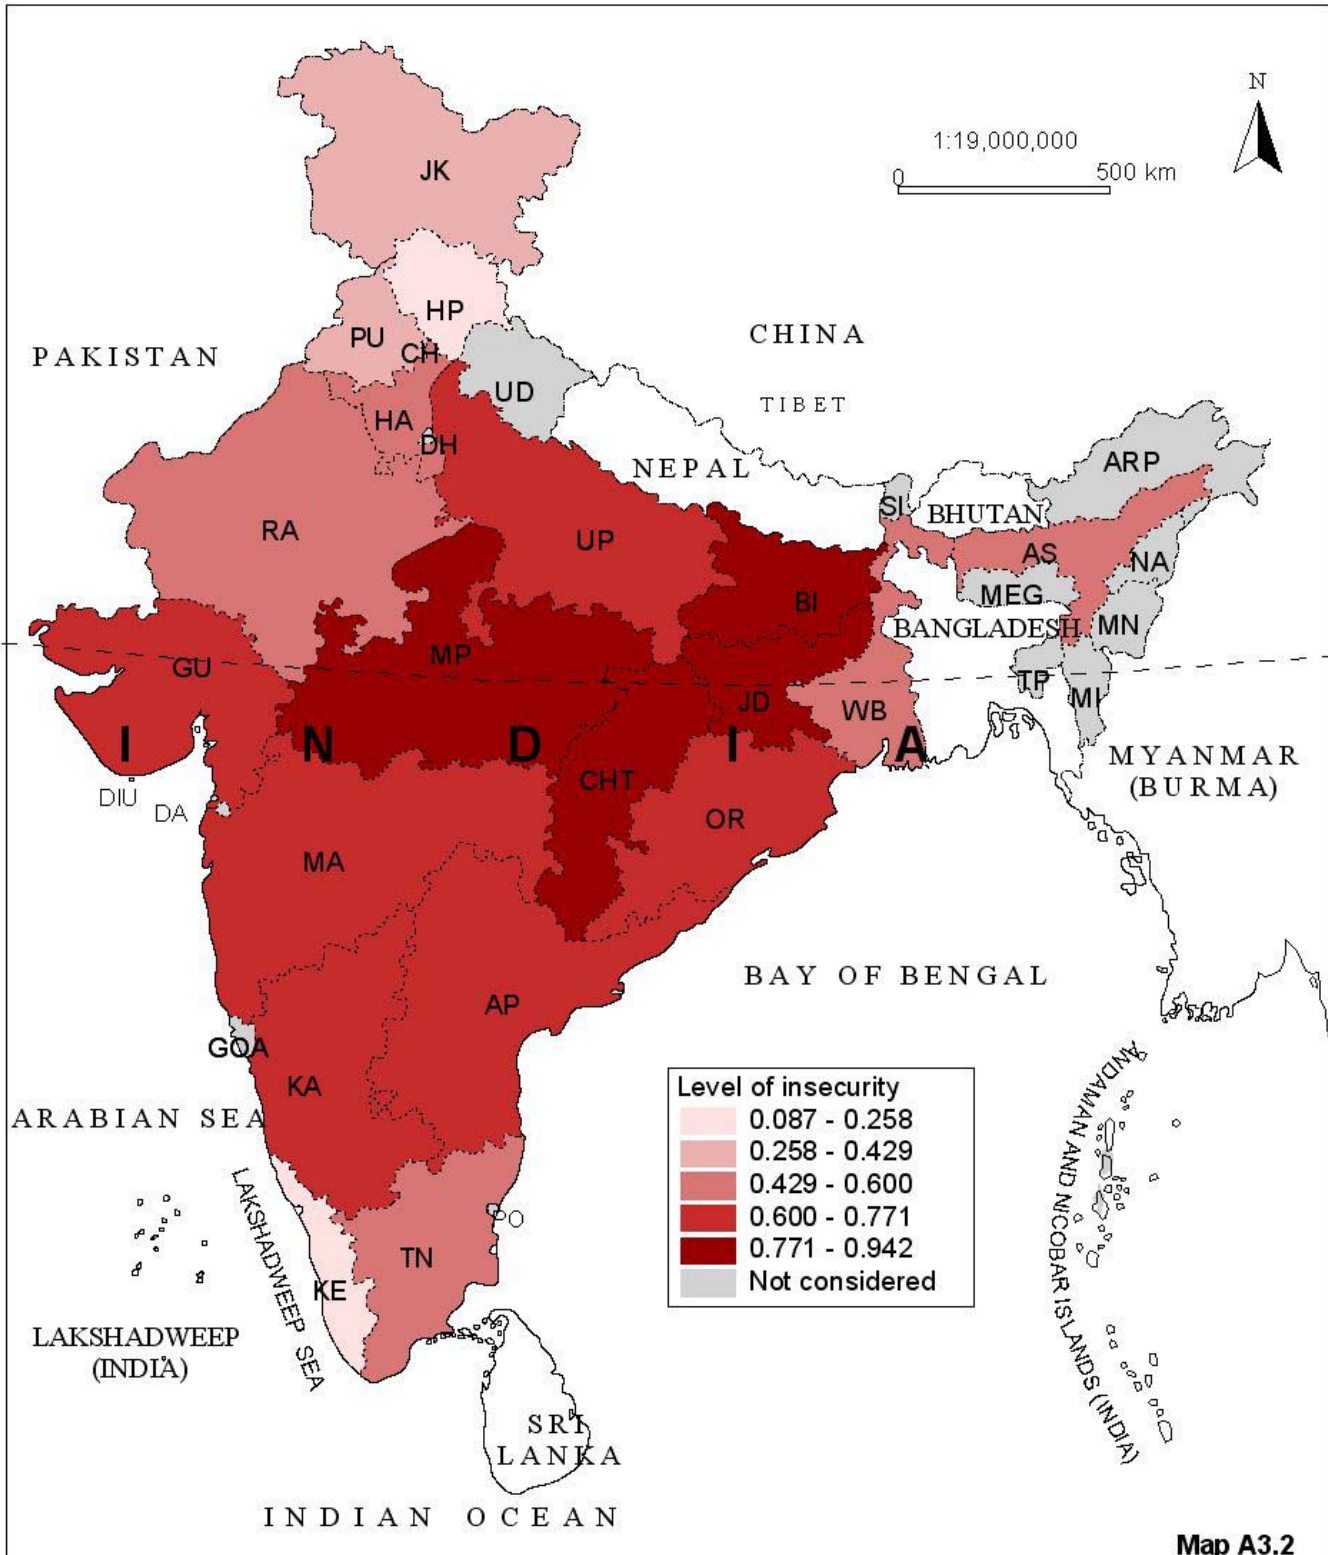 N
1:19,000,000
0 500 km
JK
HP
PU
CH
CHINA
PAKISTAN
UD
TIBET
HA
DH
NEPAL
ARP
SI
BHUTAN
RA
UP
AS
NA
MEG
BI
BANGLADESH
MN
MP
GU
TP
MI
JD
WB
I N D I A
MYANMAR
(BURMA)
CHT
DIU
DA
OR
MA
BAY OF BENGAL
AP
GOA
KA
ARABIAN SEA
LAKSHADWEEP SEA
ANDAMAN AND NICOBAR ISLANDS (INDIA)
Level of insecurity
0.087 - 0.258
0.258 - 0.429
0.429 - 0.600
0.600 - 0.771
0.771 - 0.942
Not considered
PO
TN
KE
LAKSHADWEEP
(INDIA)
SRI
LANKA
INDIAN OCEAN
Map A3.2